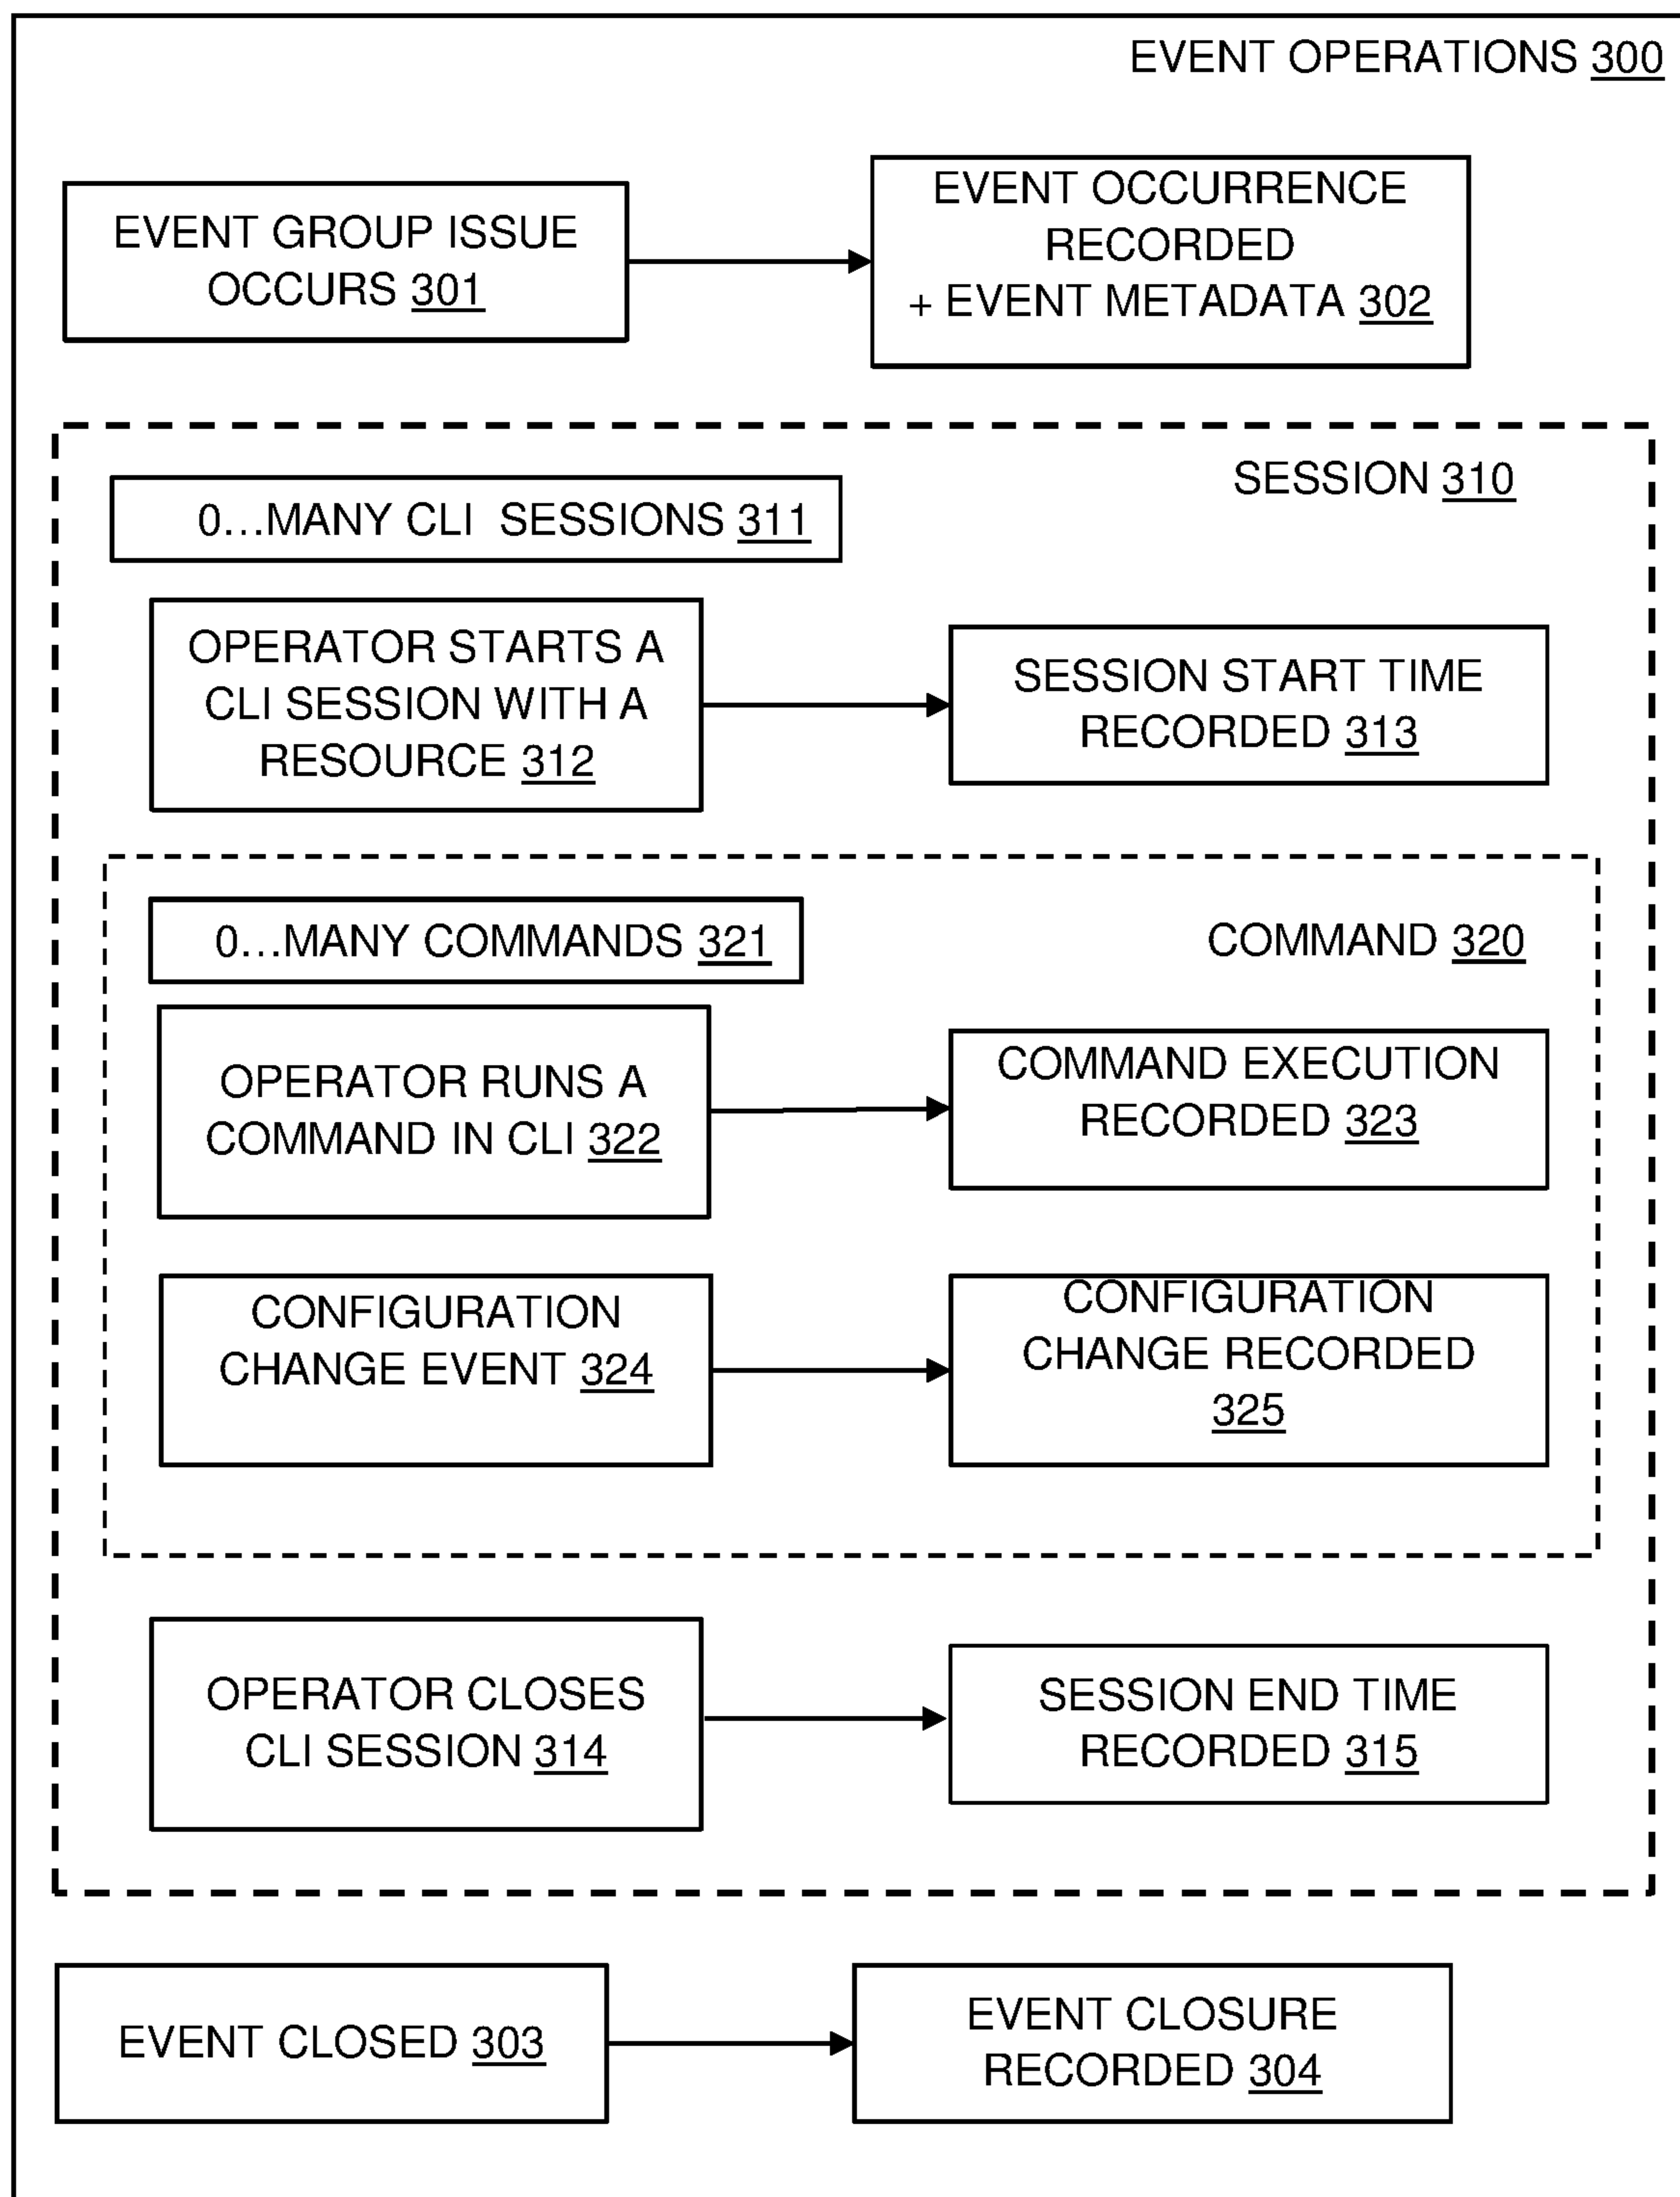 EVENT OPERATIONS 300
EVENT GROUP ISSUE
OCCURS 301
EVENT OCCURRENCE
RECORDED
+ EVENT METADATA 302
SESSION 310
0...MANY CLI SESSIONS 311
OPERATOR STARTS A
CLI SESSION WITH A
RESOURCE 312
SESSION START TIME
RECORDED 313
0...MANY COMMANDS 321
COMMAND 320
OPERATOR RUNS A
COMMAND IN CLI 322
COMMAND EXECUTION
RECORDED 323
CONFIGURATION
CHANGE EVENT 324
CONFIGURATION
CHANGE RECORDED
325
OPERATOR CLOSES
CLI SESSION 314
SESSION END TIME
RECORDED 315
EVENT CLOSED 303
EVENT CLOSURE
RECORDED 304